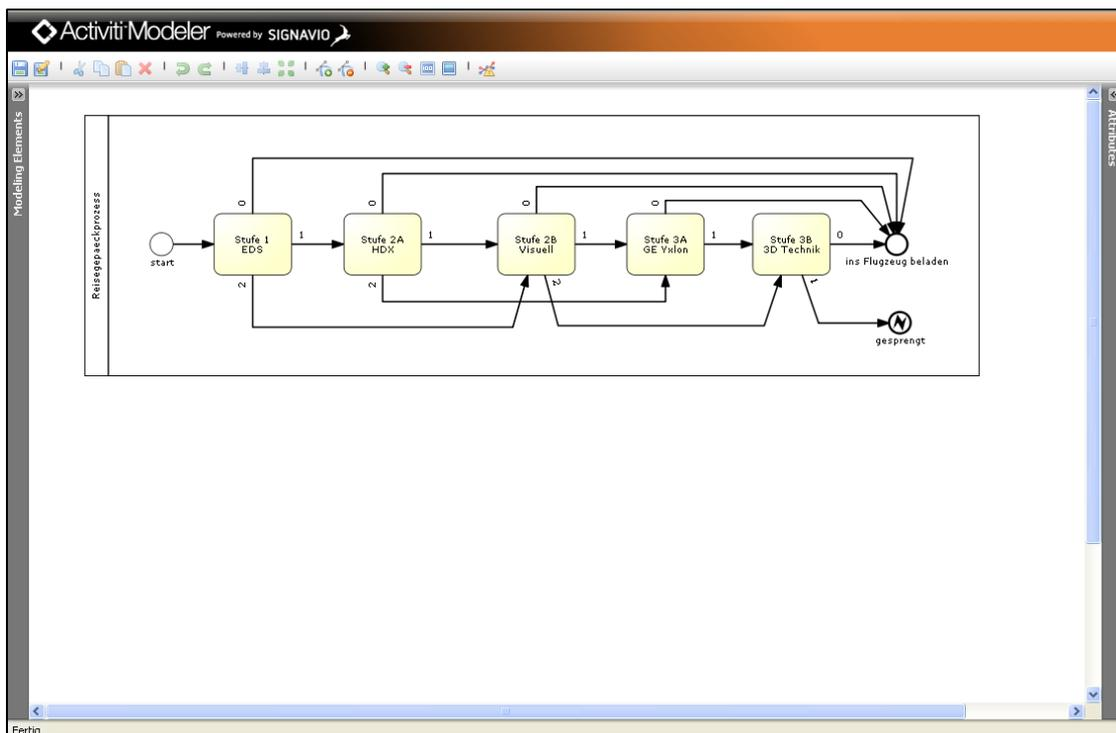 Activiti Modeler Powered by SIGNAVIO
Modeling Elements
Attributes
Reisegepaeckprozess
start
0
Stufe 1
EDS
1
2
0
Stufe 2A
HDX
1
2
0
Stufe 2B
Visuell
1
2
0
Stufe 3A
GE Yxlon
1
Stufe 3B
3D Technik
0
1
ins Flugzeug beladen
gesprengt
Fertig